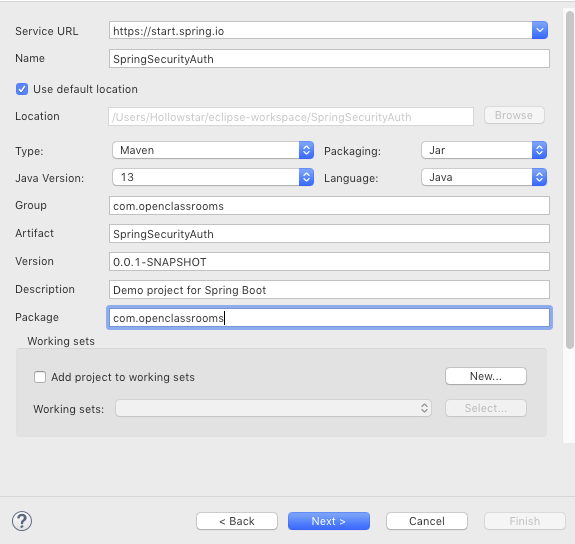 Service URL https://start.spring.io
Name SpringSecurityAuth
Use default location
Location /Users/Hollowstar/eclipse-workspace/SpringSecurityAuth Browse
Type: Maven Packaging: Jar
Java Version: 13 Language: Java
Group com.openclassrooms
Artifact SpringSecurityAuth
Version 0.0.1-SNAPSHOT
Description Demo project for Spring Boot
Package com.openclassrooms
Working sets
Add project to working sets New...
Working sets: Select...
? < Back Next > Cancel Finish